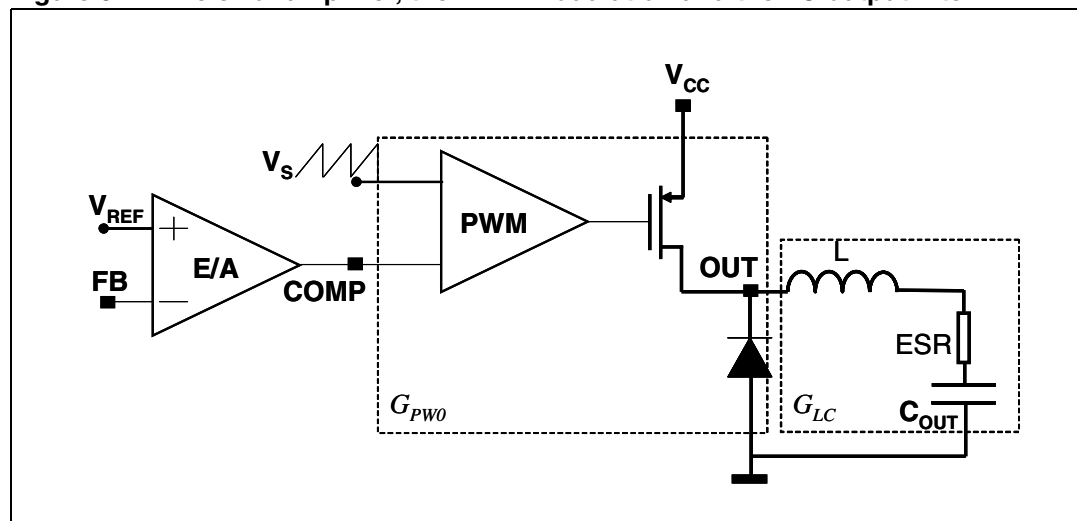 V_CC
V_S
PWM
V_REF
E/A
FB
COMP
OUT
L
ESR
C_OUT
G_PW0
G_LC